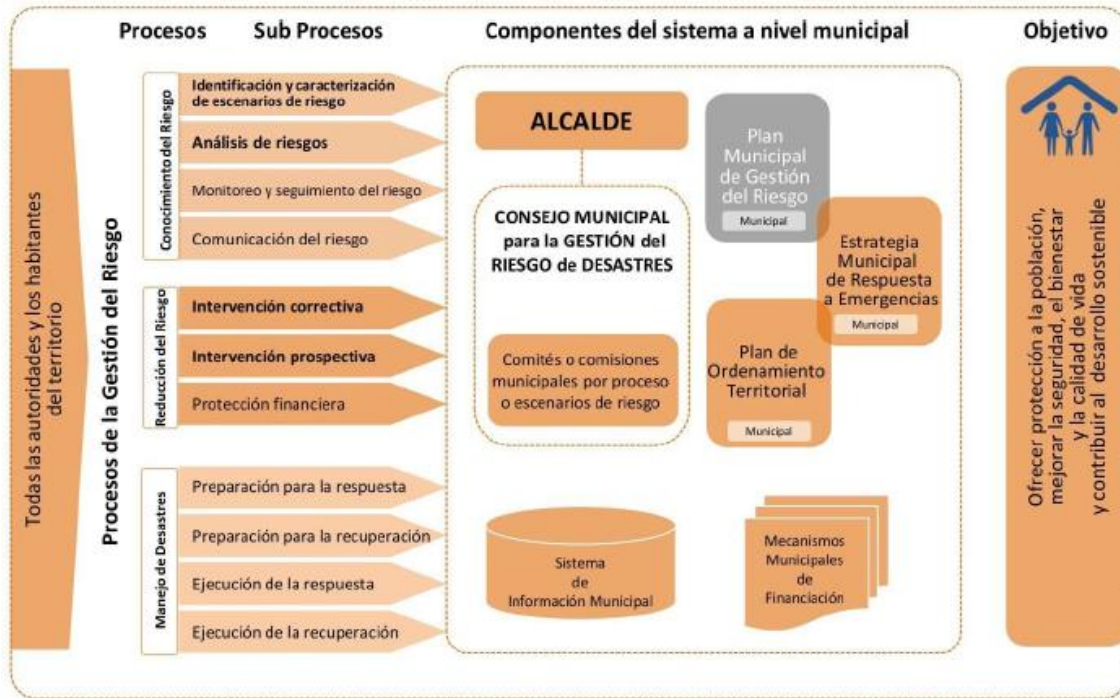 Procesos
Sub Procesos
Componentes del sistema a nivel municipal
Objetivo
Todas las autoridades y los habitantes
del territorio
Procesos de la Gestión del Riesgo
Conocimiento del Riesgo
Identificación y caracterización
de escenarios de riesgo
Análisis de riesgos
Monitoreo y seguimiento del riesgo
Comunicación del riesgo
Reducción del Riesgo
Intervención correctiva
Intervención prospectiva
Protección financiera
Manejo de Desastres
Preparación para la respuesta
Preparación para la recuperación
Ejecución de la respuesta
Ejecución de la recuperación
ALCALDE
CONSEJO MUNICIPAL
para la GESTIÓN del
RIESGO de DESASTRES
Comités o comisiones
municipales por proceso
o escenarios de riesgo
Plan
Municipal
de Gestión
del Riesgo
Municipal
Estrategia
Municipal
de Respuesta
a Emergencias
Municipal
Plan de
Ordenamiento
Territorial
Municipal
Sistema
de
Información Municipal
Mecanismos
Municipales
de
Financiación
Ofrecer protección a la población,
mejorar la seguridad, el bienestar
y la calidad de vida
y contribuir al desarrollo sostenible